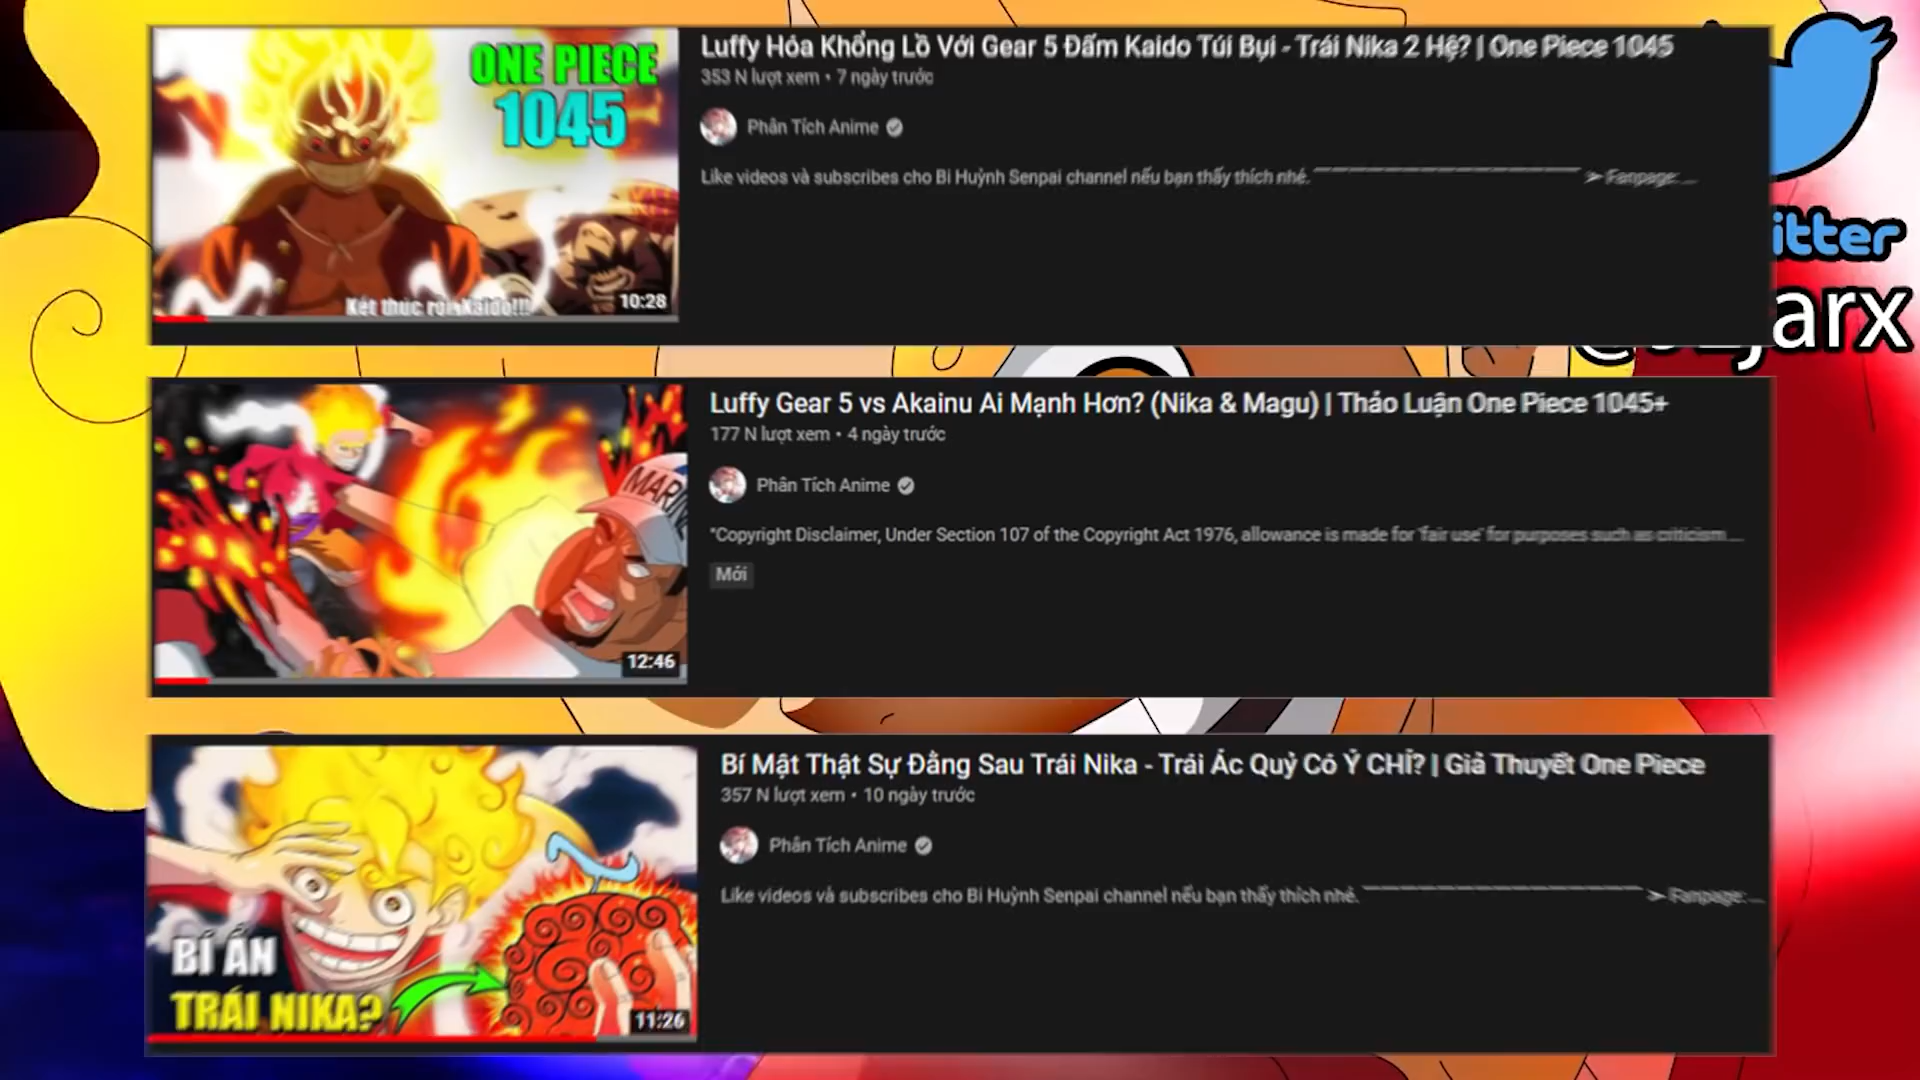 ONE PIECE
1045
Kết thúc rồi Kaido!!!
10:28
Luffy Hóa Khổng Lồ Với Gear 5 Đấm Kaido Túi Bụi - Trái Nika 2 Hệ? | One Piece 1045
353 N lượt xem • 7 ngày trước
Phân Tích Anime
Like videos và subscribes cho Bi Huỳnh Senpai channel nếu bạn thấy thích nhé. ➢ Fanpage: ...
itter
arx
MARIN
12:46
Luffy Gear 5 vs Akainu Ai Mạnh Hơn? (Nika & Magu) | Thảo Luận One Piece 1045+
177 N lượt xem • 4 ngày trước
Phân Tích Anime
"Copyright Disclaimer, Under Section 107 of the Copyright Act 1976, allowance is made for 'fair use' for purposes such as criticism ...
Mới
BÍ ẨN
TRÁI NIKA?
11:26
Bí Mật Thật Sự Đằng Sau Trái Nika - Trái Ác Quỷ Có Ý CHÍ? | Giả Thuyết One Piece
357 N lượt xem • 10 ngày trước
Phân Tích Anime
Like videos và subscribes cho Bi Huỳnh Senpai channel nếu bạn thấy thích nhé. ➢ Fanpage: ...